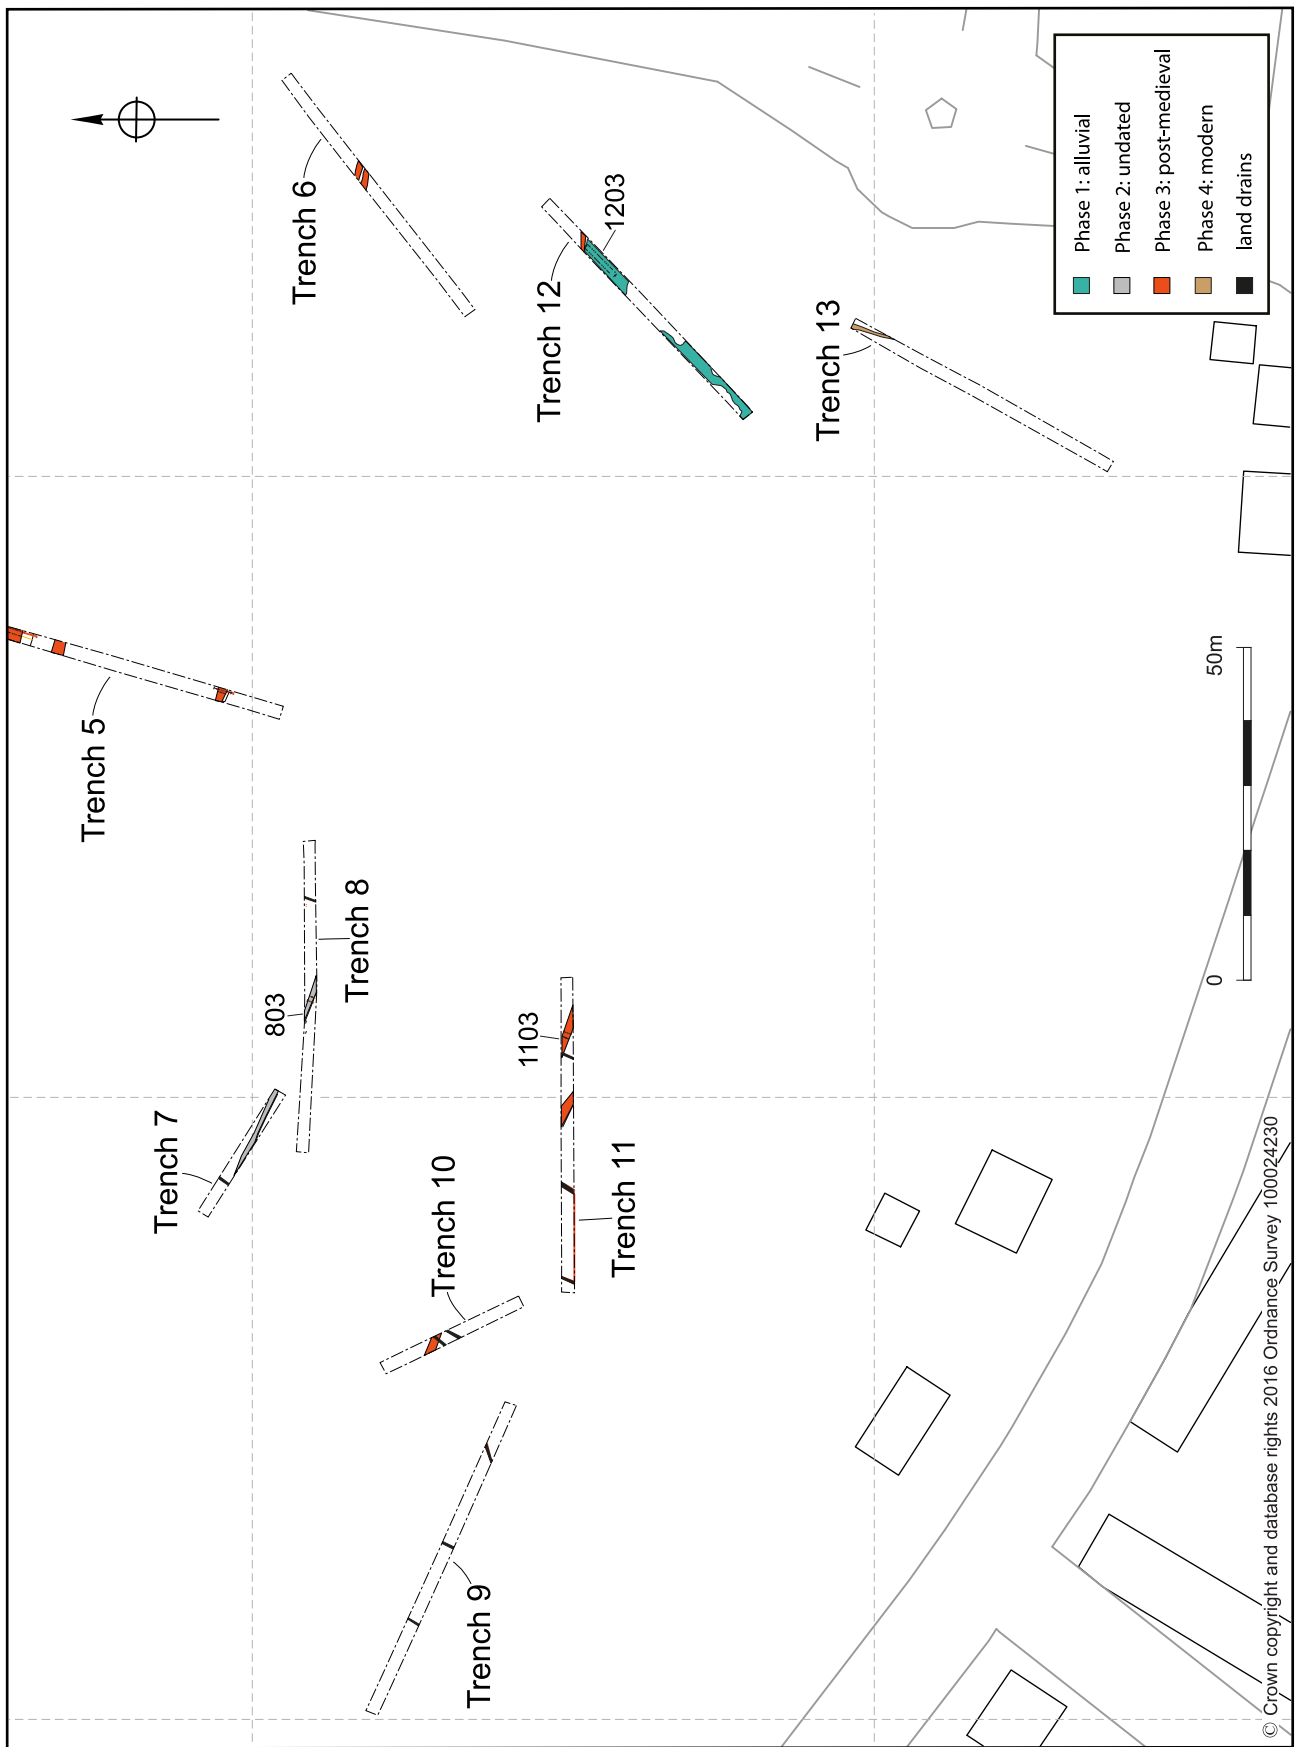 Trench 5
Trench 6
Trench 7
803
Trench 8
Trench 12
1203
Trench 10
1103
Trench 9
Trench 11
Trench 13
Phase 1: alluvial
Phase 2: undated
Phase 3: post-medieval
Phase 4: modern
land drains
0
50m
© Crown copyright and database rights 2016 Ordnance Survey 100024230